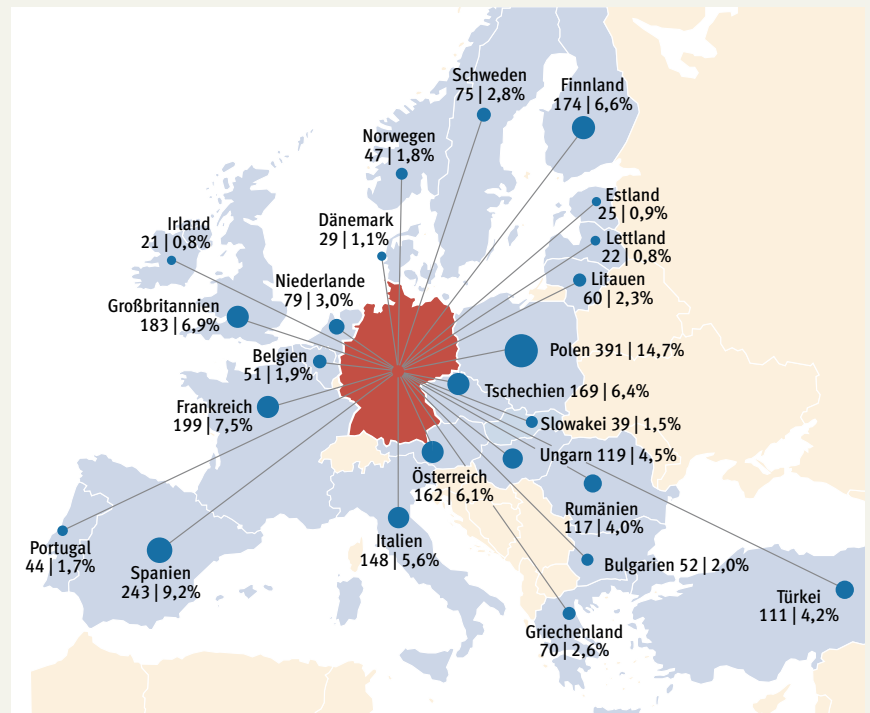 Schweden
75 | 2,8%
Finnland
174 | 6,6%
Norwegen
47 | 1,8%
Estland
25 | 0,9%
Irland
21 | 0,8%
Dänemark
29 | 1,1%
Lettland
22 | 0,8%
Niederlande
79 | 3,0%
Litauen
60 | 2,3%
Großbritannien
183 | 6,9%
Belgien
51 | 1,9%
Polen 391 | 14,7%
Tschechien 169 | 6,4%
Frankreich
199 | 7,5%
Slowakei 39 | 1,5%
Ungarn 119 | 4,5%
Österreich
162 | 6,1%
Rumänien
117 | 4,0%
Italien
148 | 5,6%
Portugal
44 | 1,7%
Spanien
243 | 9,2%
Bulgarien 52 | 2,0%
Türkei
111 | 4,2%
Griechenland
70 | 2,6%